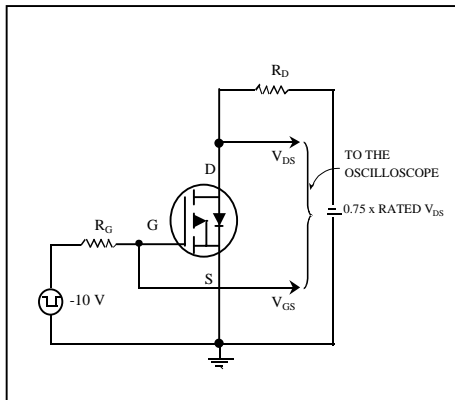 R_D
D
V_DS
TO THE
OSCILLOSCOPE
0.75 x RATED V_DS
R_G
G
S
-10 V
V_GS